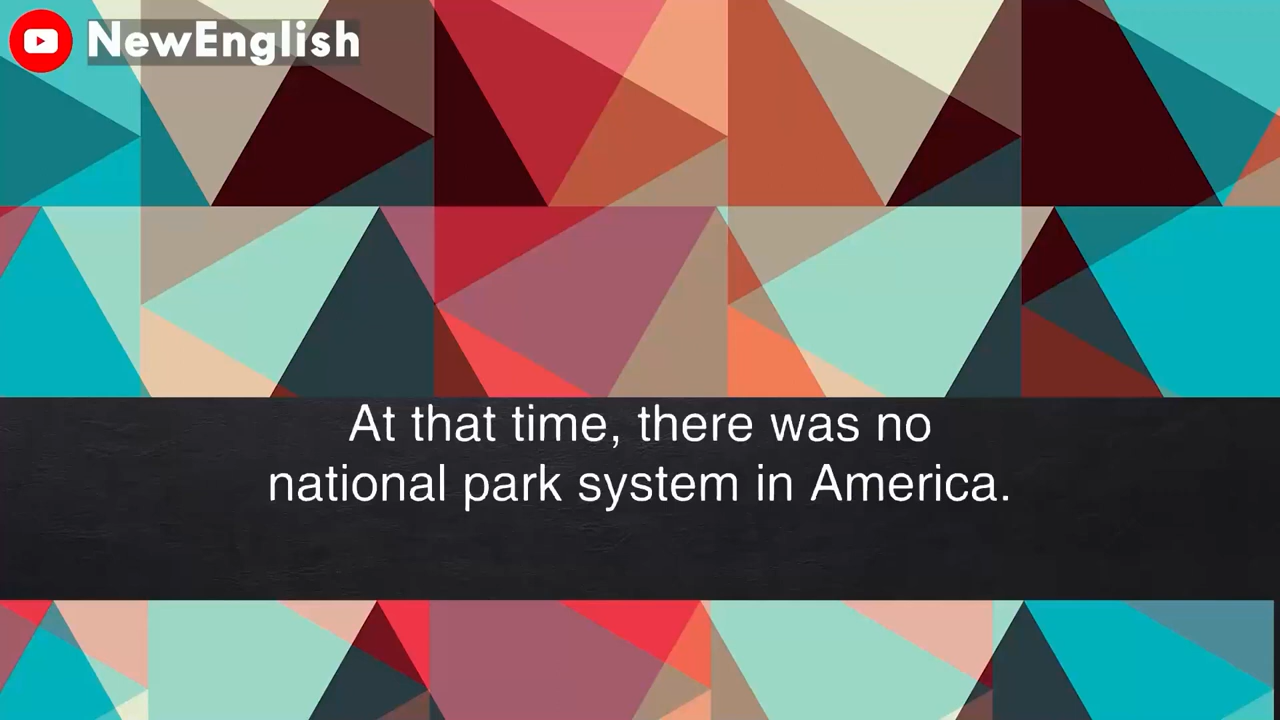 NewEnglish
At that time, there was no
national park system in America.